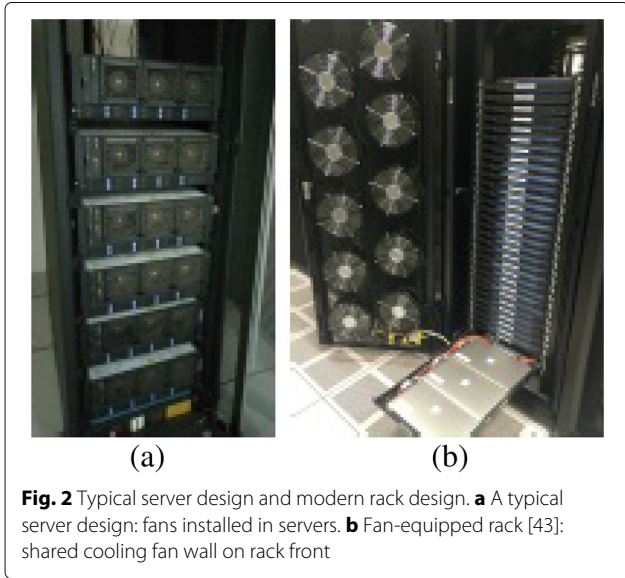 (a)
(b)
Fig. 2 Typical server design and modern rack design. a A typical
server design: fans installed in servers. b Fan-equipped rack [43]:
shared cooling fan wall on rack front